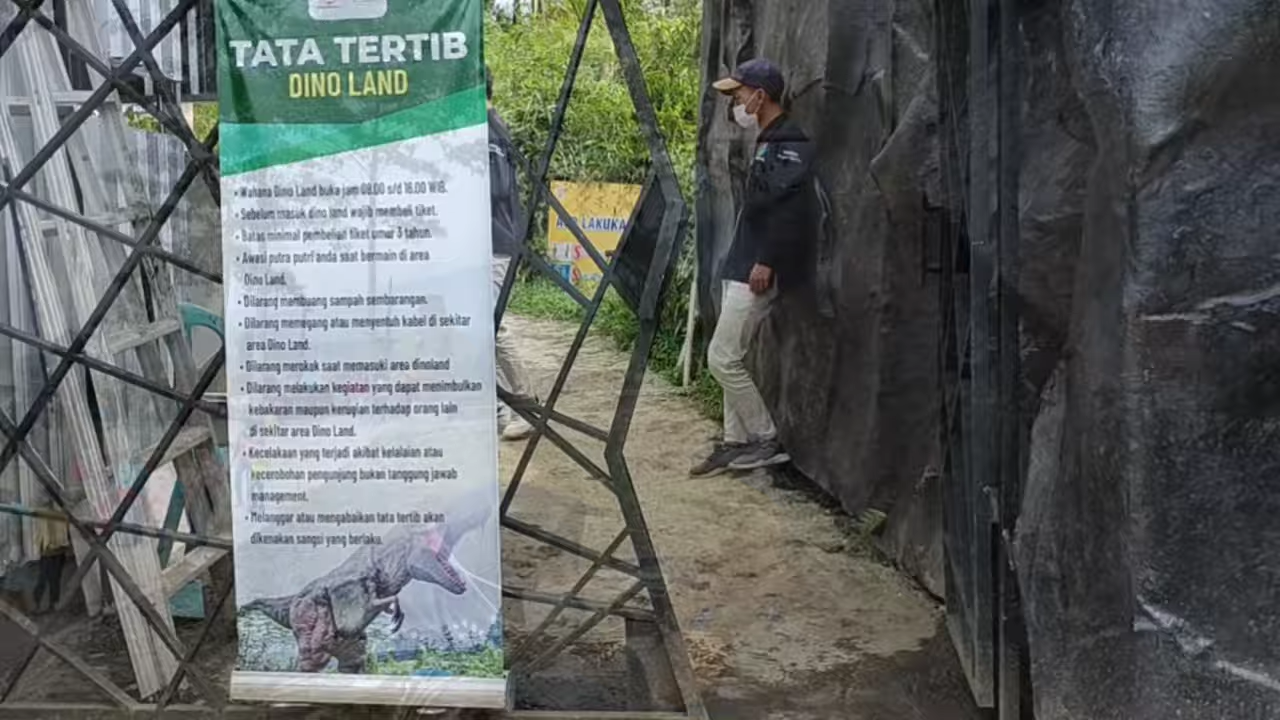 TATA TERTIB
DINO LAND
• Wahana Dino Land buka jam 08.00 s/d 16.00 WIB.
• Sebelum masuk dino land wajib membeli tiket.
• Batas minimal pembelian tiket umur 3 tahun.
• Awasi putra putri anda saat bermain di area
Dino Land.
• Dilarang membuang sampah sembarangan.
• Dilarang memegang atau menyentuh kabel di sekitar
area Dino Land.
• Dilarang merokok saat memasuki area dinoland
• Dilarang melakukan kegiatan yang dapat menimbulkan
kebakaran maupun kerugian terhadap orang lain
di sekitar area Dino Land.
• Kecelakaan yang terjadi akibat kelalaian atau
kecerobohan pengunjung bukan tanggung jawab
management.
• Melanggar atau mengabaikan tata tertib akan
dikenakan sangsi yang berlaku.
LAKUKA